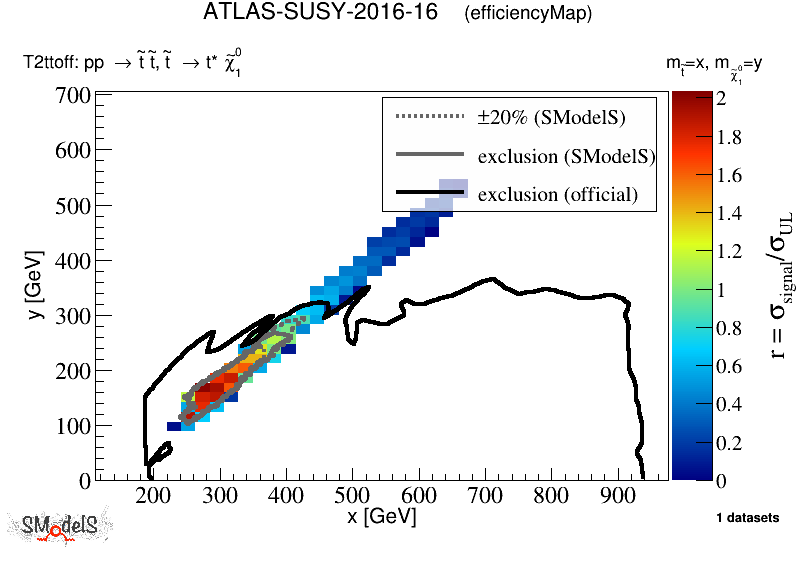 ATLAS-SUSY-2016-16 (efficiencyMap)
T2ttoff: pp → t̃ t̃, t̃ → t* χ̃₁⁰
m_t̃=x, m_χ̃₁⁰=y
±20% (SModelS)
exclusion (SModelS)
exclusion (official)
700
600
500
400
300
200
100
0
y [GeV]
200 300 400 500 600 700 800 900
x [GeV]
2
1.8
1.6
1.4
1.2
1
0.8
0.6
0.4
0.2
0
r = σ_signal/σ_UL
SModelS
1 datasets